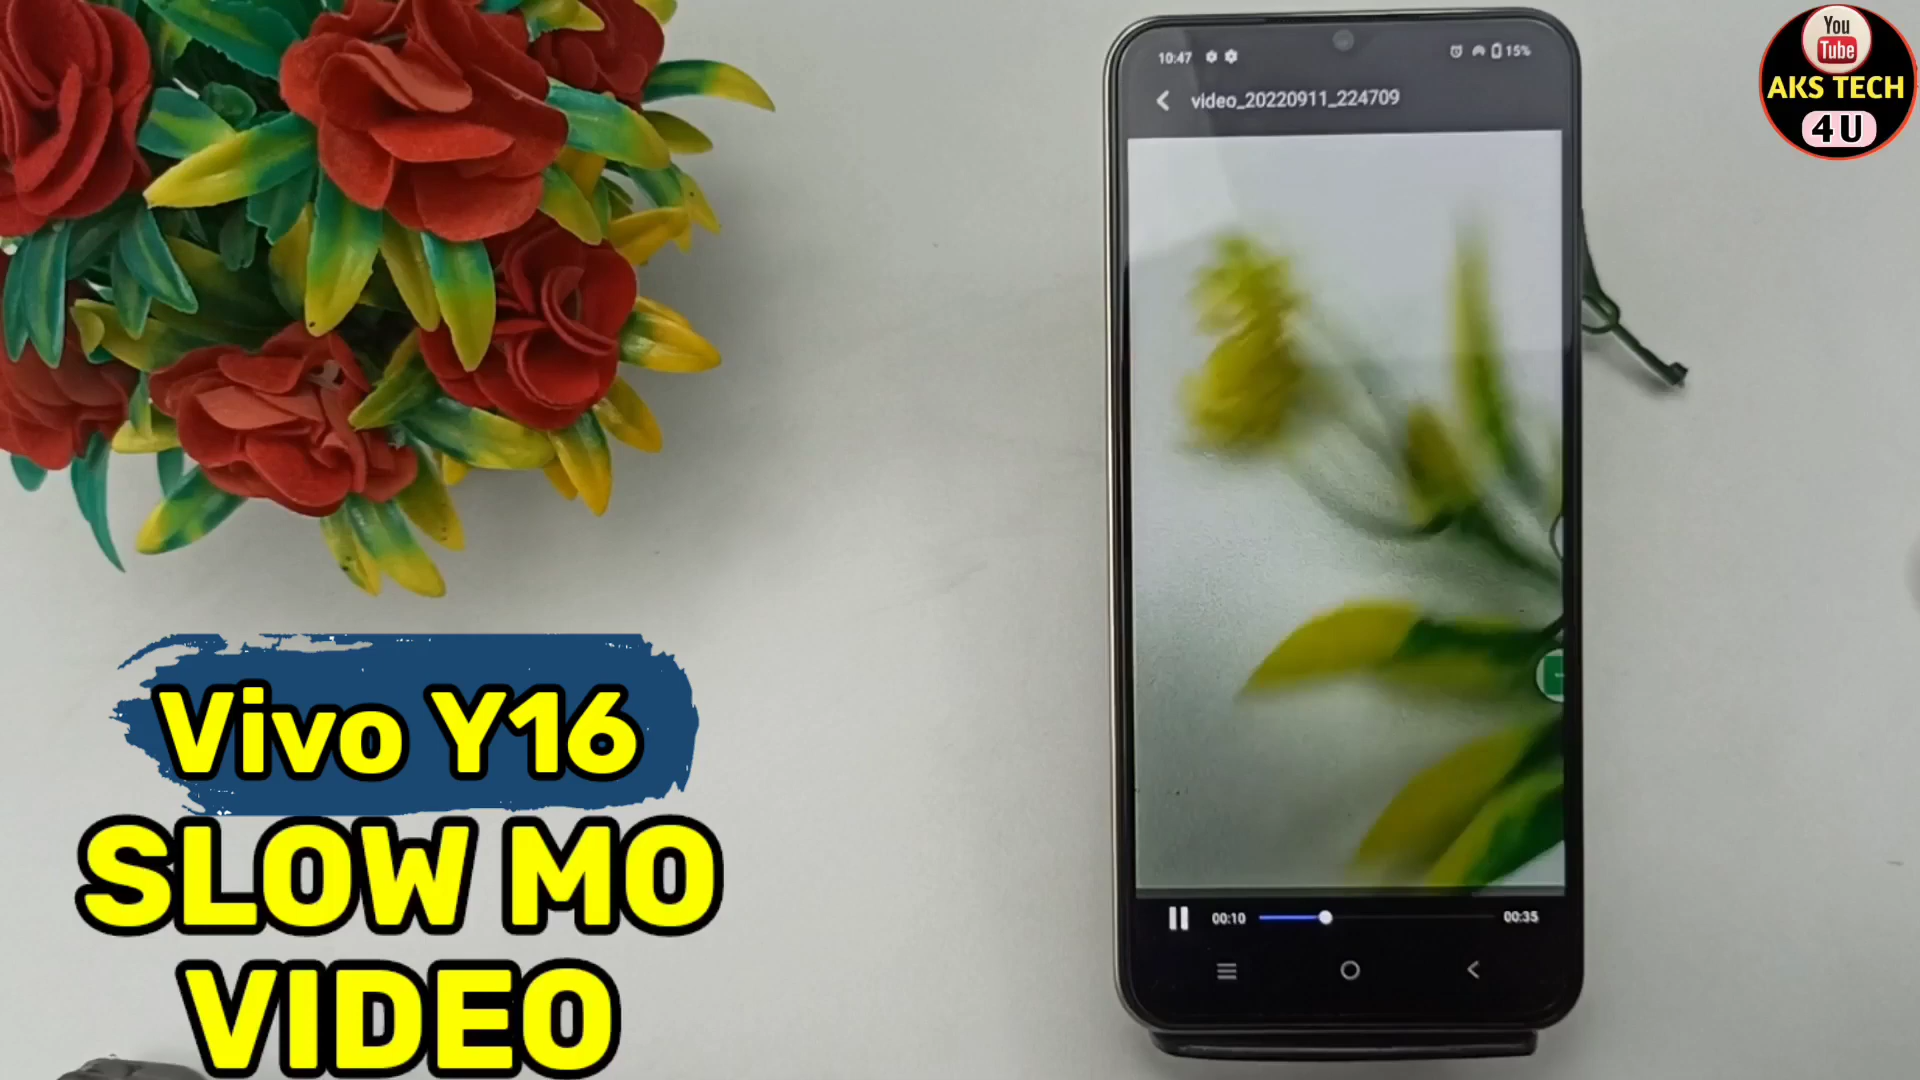 You
Tube
AKS TECH
4U
10:47
15%
video_20220911_224709
00:10
00:35
Vivo Y16
SLOW MO
VIDEO